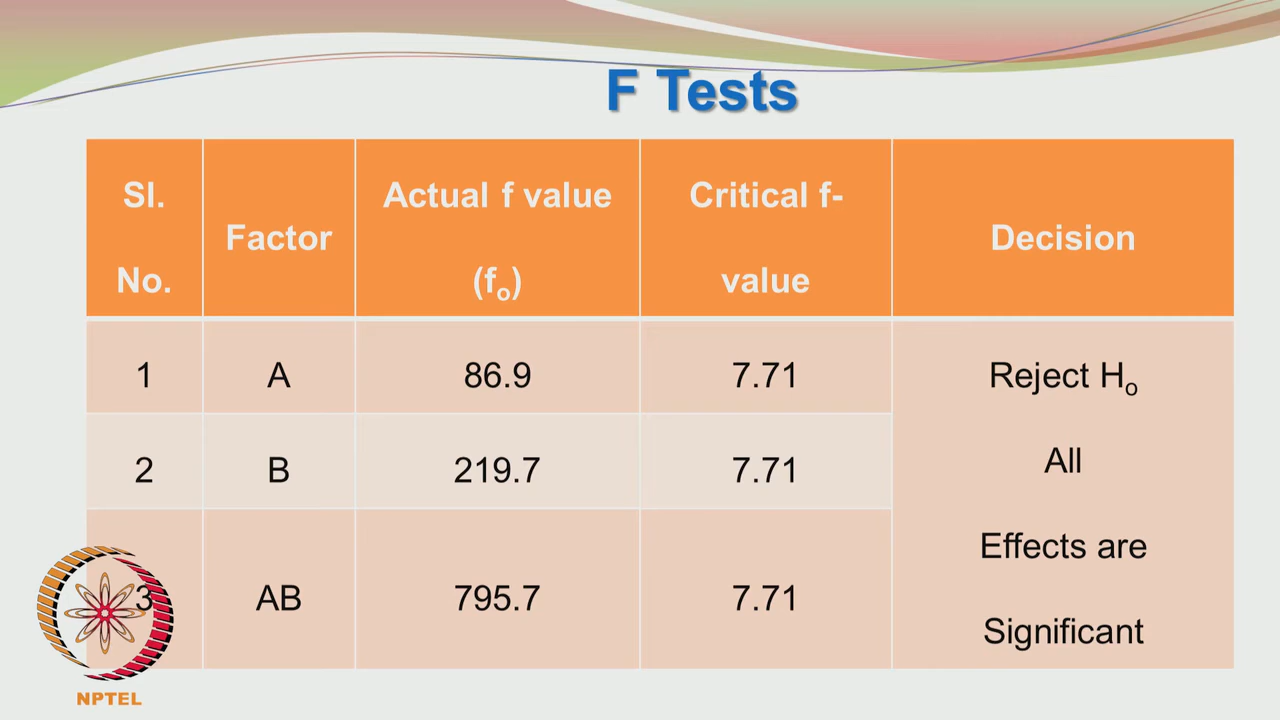 F Tests
Sl.
No.
Factor
Actual f value
(fo)
Critical f-
value
Decision
1
A
86.9
7.71
2
B
219.7
7.71
3
AB
795.7
7.71
Reject Ho
All
Effects are
Significant
NPTEL